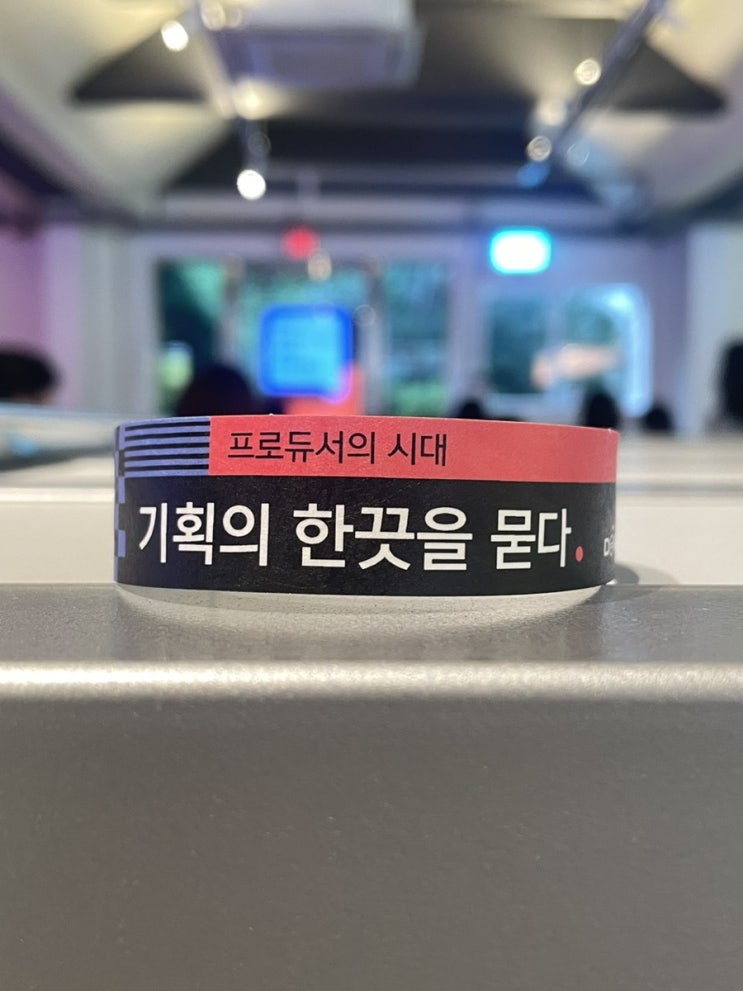 프로듀서의 시대
기획의 한끗을 묻다.